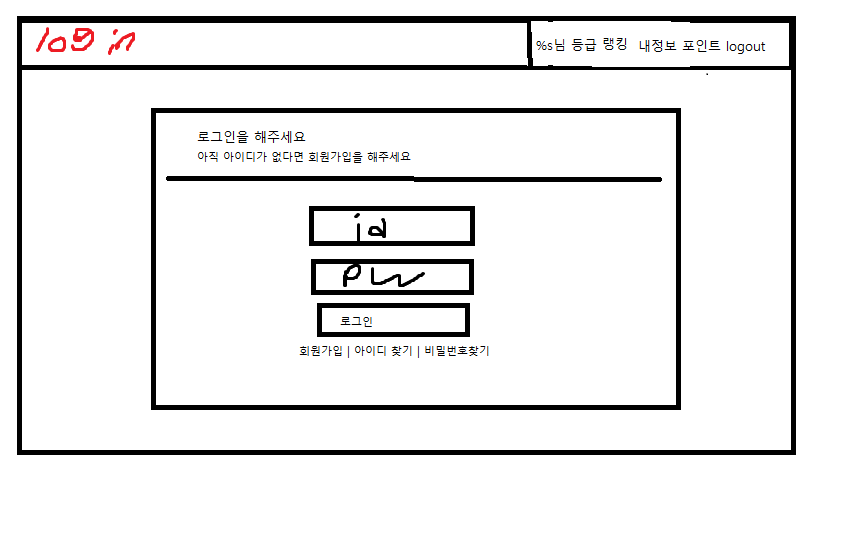 log in
%s님 등급 랭킹 내정보 포인트 logout
로그인을 해주세요
아직 아이디가 없다면 회원가입을 해주세요
id
PW
로그인
회원가입 | 아이디 찾기 | 비밀번호찾기